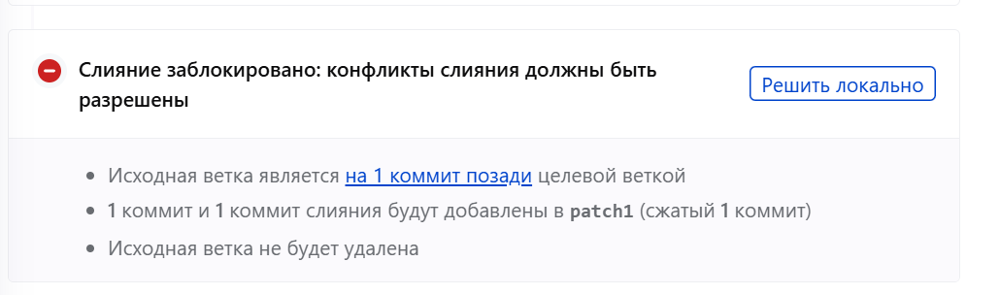 Слияние заблокировано: конфликты слияния должны быть
разрешены
Решить локально
Исходная ветка является на 1 коммит позади целевой веткой
1 коммит и 1 коммит слияния будут добавлены в patch1 (сжатый 1 коммит)
Исходная ветка не будет удалена